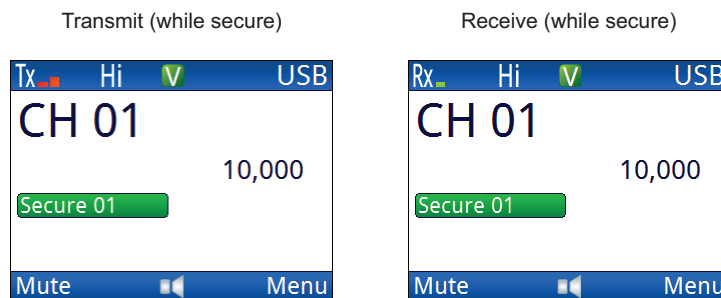 Transmit (while secure)
Tx Hi V USB
CH 01
10,000
Secure 01
Mute Menu
Receive (while secure)
Rx Hi V USB
CH 01
10,000
Secure 01
Mute Menu